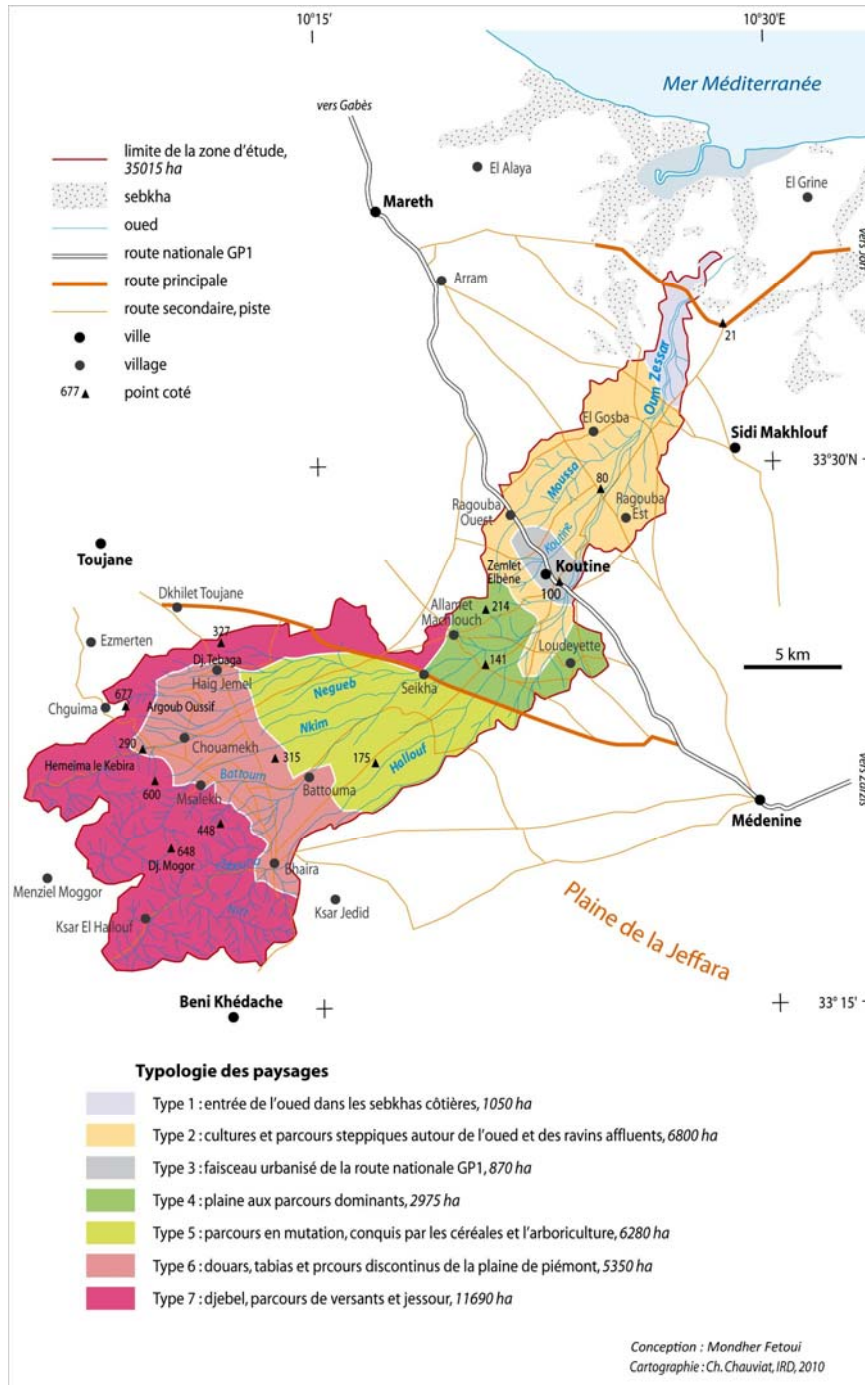 10°15'
10°30'E
Mer Méditerranée
vers Gabès
limite de la zone d'étude,
35015 ha
sebkha
oued
route nationale GP1
route principale
route secondaire, piste
ville
village
677
point coté
El Alaya
El Grine
Mareth
Arram
21
Oum Zessar
El Gosba
Sidi Makhlouf
33°30'N
Moussa
80
Ragouba
Ouest
Ragouba
Est
Toujane
Koutine
Zemlet
Elbène
Koutine
100
Dkhilet Toujane
Allamet
Machlouch
214
Ezmerten
327
Dj. Tebaga
Haig Jemel
141
Loudeyette
5 km
Negueb
Seikha
677
Chguima
Argoub Oussif
Nkim
290
Chouamekh
315
175
Hallouf
Hemeima le Kebira
Battoum
Battouma
600
Msalekh
vers Zarzis
Médenine
448
648
Dj. Mogor
Bhaira
Menziel Moggor
Ksar Jedid
Ksar El Hallouf
Plaine de la Jeffara
Beni Khédache
33° 15'
Typologie des paysages
Type 1 : entrée de l'oued dans les sebkhas côtières, 1050 ha
Type 2 : cultures et parcours steppiques autour de l'oued et des ravins affluents, 6800 ha
Type 3 : faisceau urbanisé de la route nationale GP1, 870 ha
Type 4 : plaine aux parcours dominants, 2975 ha
Type 5 : parcours en mutation, conquis par les céréales et l'arboriculture, 6280 ha
Type 6 : douars, tabias et prcours discontinus de la plaine de piémont, 5350 ha
Type 7 : djebel, parcours de versants et jessour, 11690 ha
Conception : Mondher Fetoui
Cartographie : Ch. Chauviat, IRD, 2010